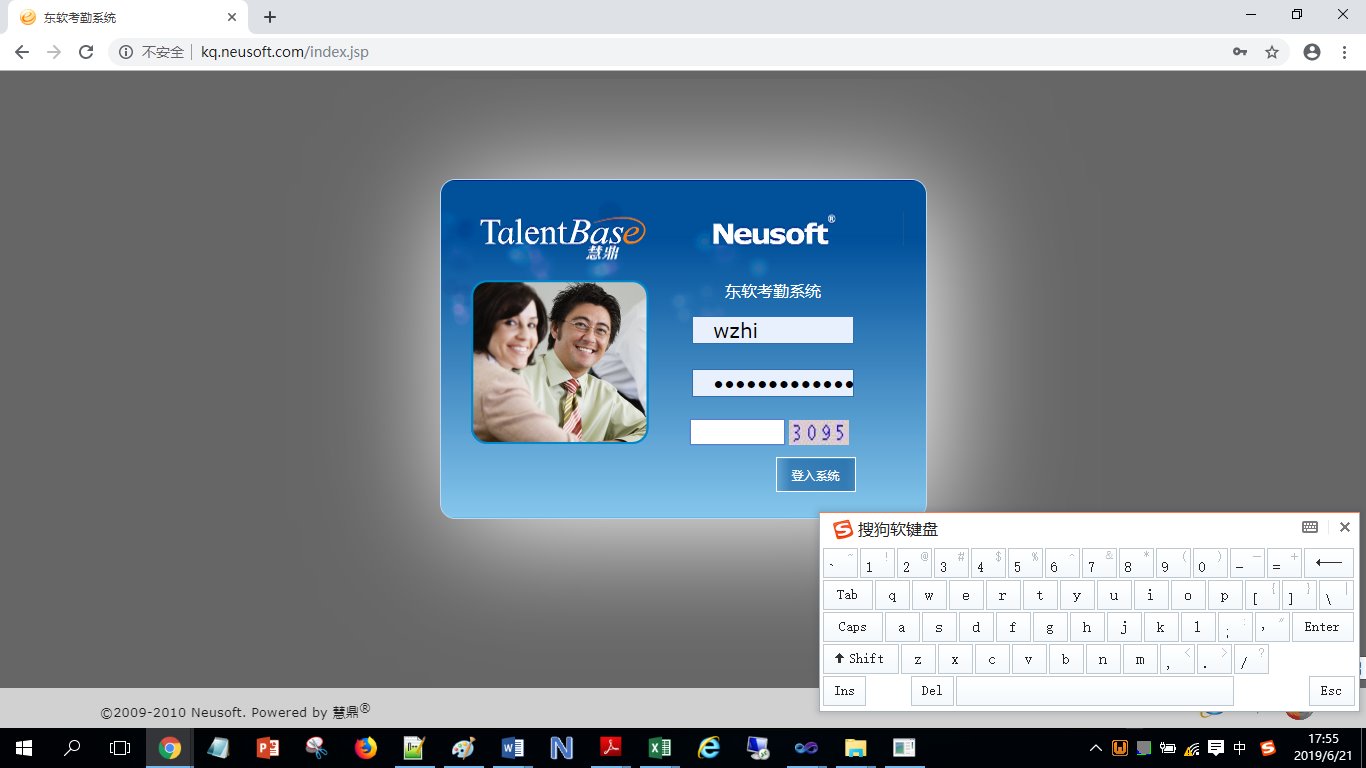 东软考勤系统
不安全 kq.neusoft.com/index.jsp
TalentBase
慧鼎
Neusoft®
东软考勤系统
wzhi
•••••••••••••
3095
登入系统
搜狗软键盘
` ~ 1 ! 2 @ 3 # 4 $ 5 % 6 ^ 7 & 8 * 9 ( 0 ) - _ = + ←
Tab q w e r t y u i o p [ { ] } \ |
Caps a s d f g h j k l ; : ' " Enter
Shift z x c v b n m , < . > / ?
Ins Del Esc
©2009-2010 Neusoft. Powered by 慧鼎®
中
17:55
2019/6/21